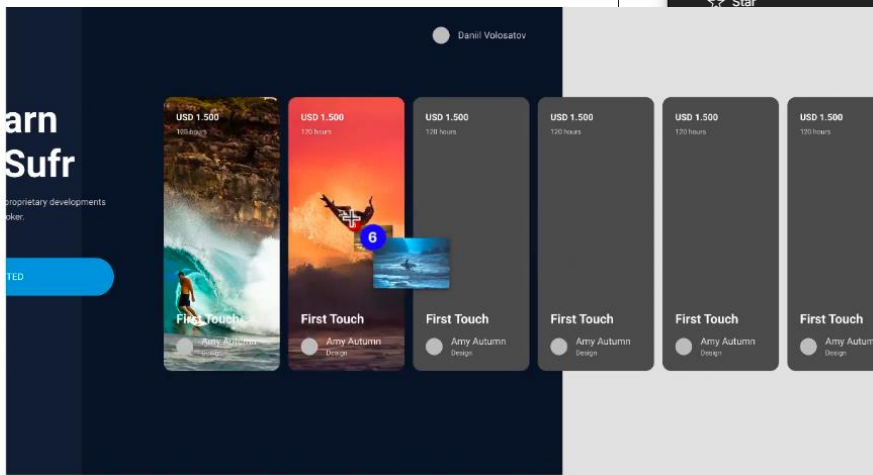 Star
Daniil Volosatov
arn
Sufr
proprietary developments
oker.
TED
USD 1.500
120 hours
First Touch
Amy Autumn
Design
USD 1.500
120 hours
6
First Touch
Amy Autumn
Design
USD 1.500
120 hours
First Touch
Amy Autumn
Design
USD 1.500
120 hours
First Touch
Amy Autumn
Design
USD 1.500
120 hours
First Touch
Amy Autumn
Design
USD 1.500
120 hours
First Touch
Amy Autum
Design